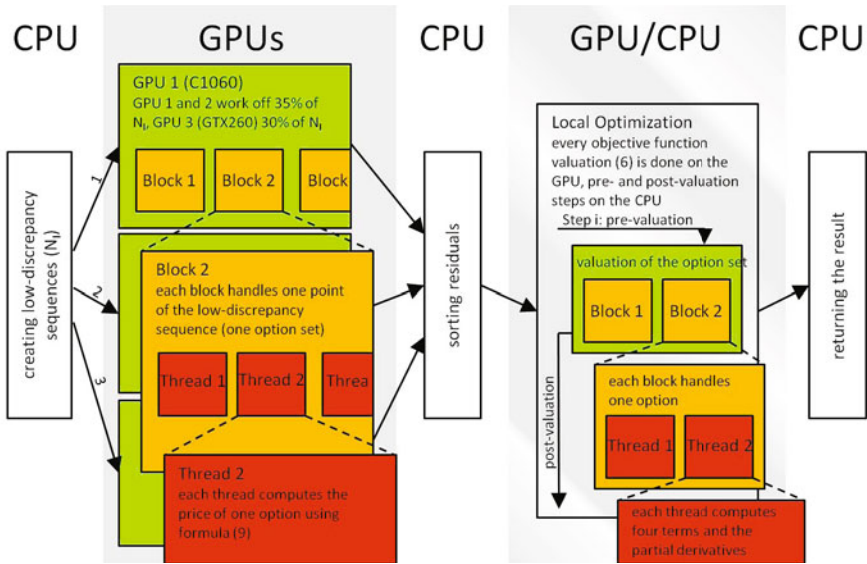 CPU
GPUs
CPU
GPU/CPU
CPU
creating low-discrepancy
sequences (N_I)
1
2
3
GPU 1 (C1060)
GPU 1 and 2 work off 35% of
N_I, GPU 3 (GTX260) 30% of N_I
Block 1
Block 2
Block
Block 2
each block handles one point
of the low-discrepancy
sequence (one option set)
Thread 1
Thread 2
Threa
Thread 2
each thread computes the
price of one option using
formula (9)
sorting residuals
Local Optimization
every objective function
valuation (6) is done on the
GPU, pre- and post-valuation
steps on the CPU
Step i: pre-valuation
valuation of the option set
Block 1
Block 2
post-valuation
each block handles
one option
Thread 1
Thread 2
each thread computes
four terms and the
partial derivatives
returning the result